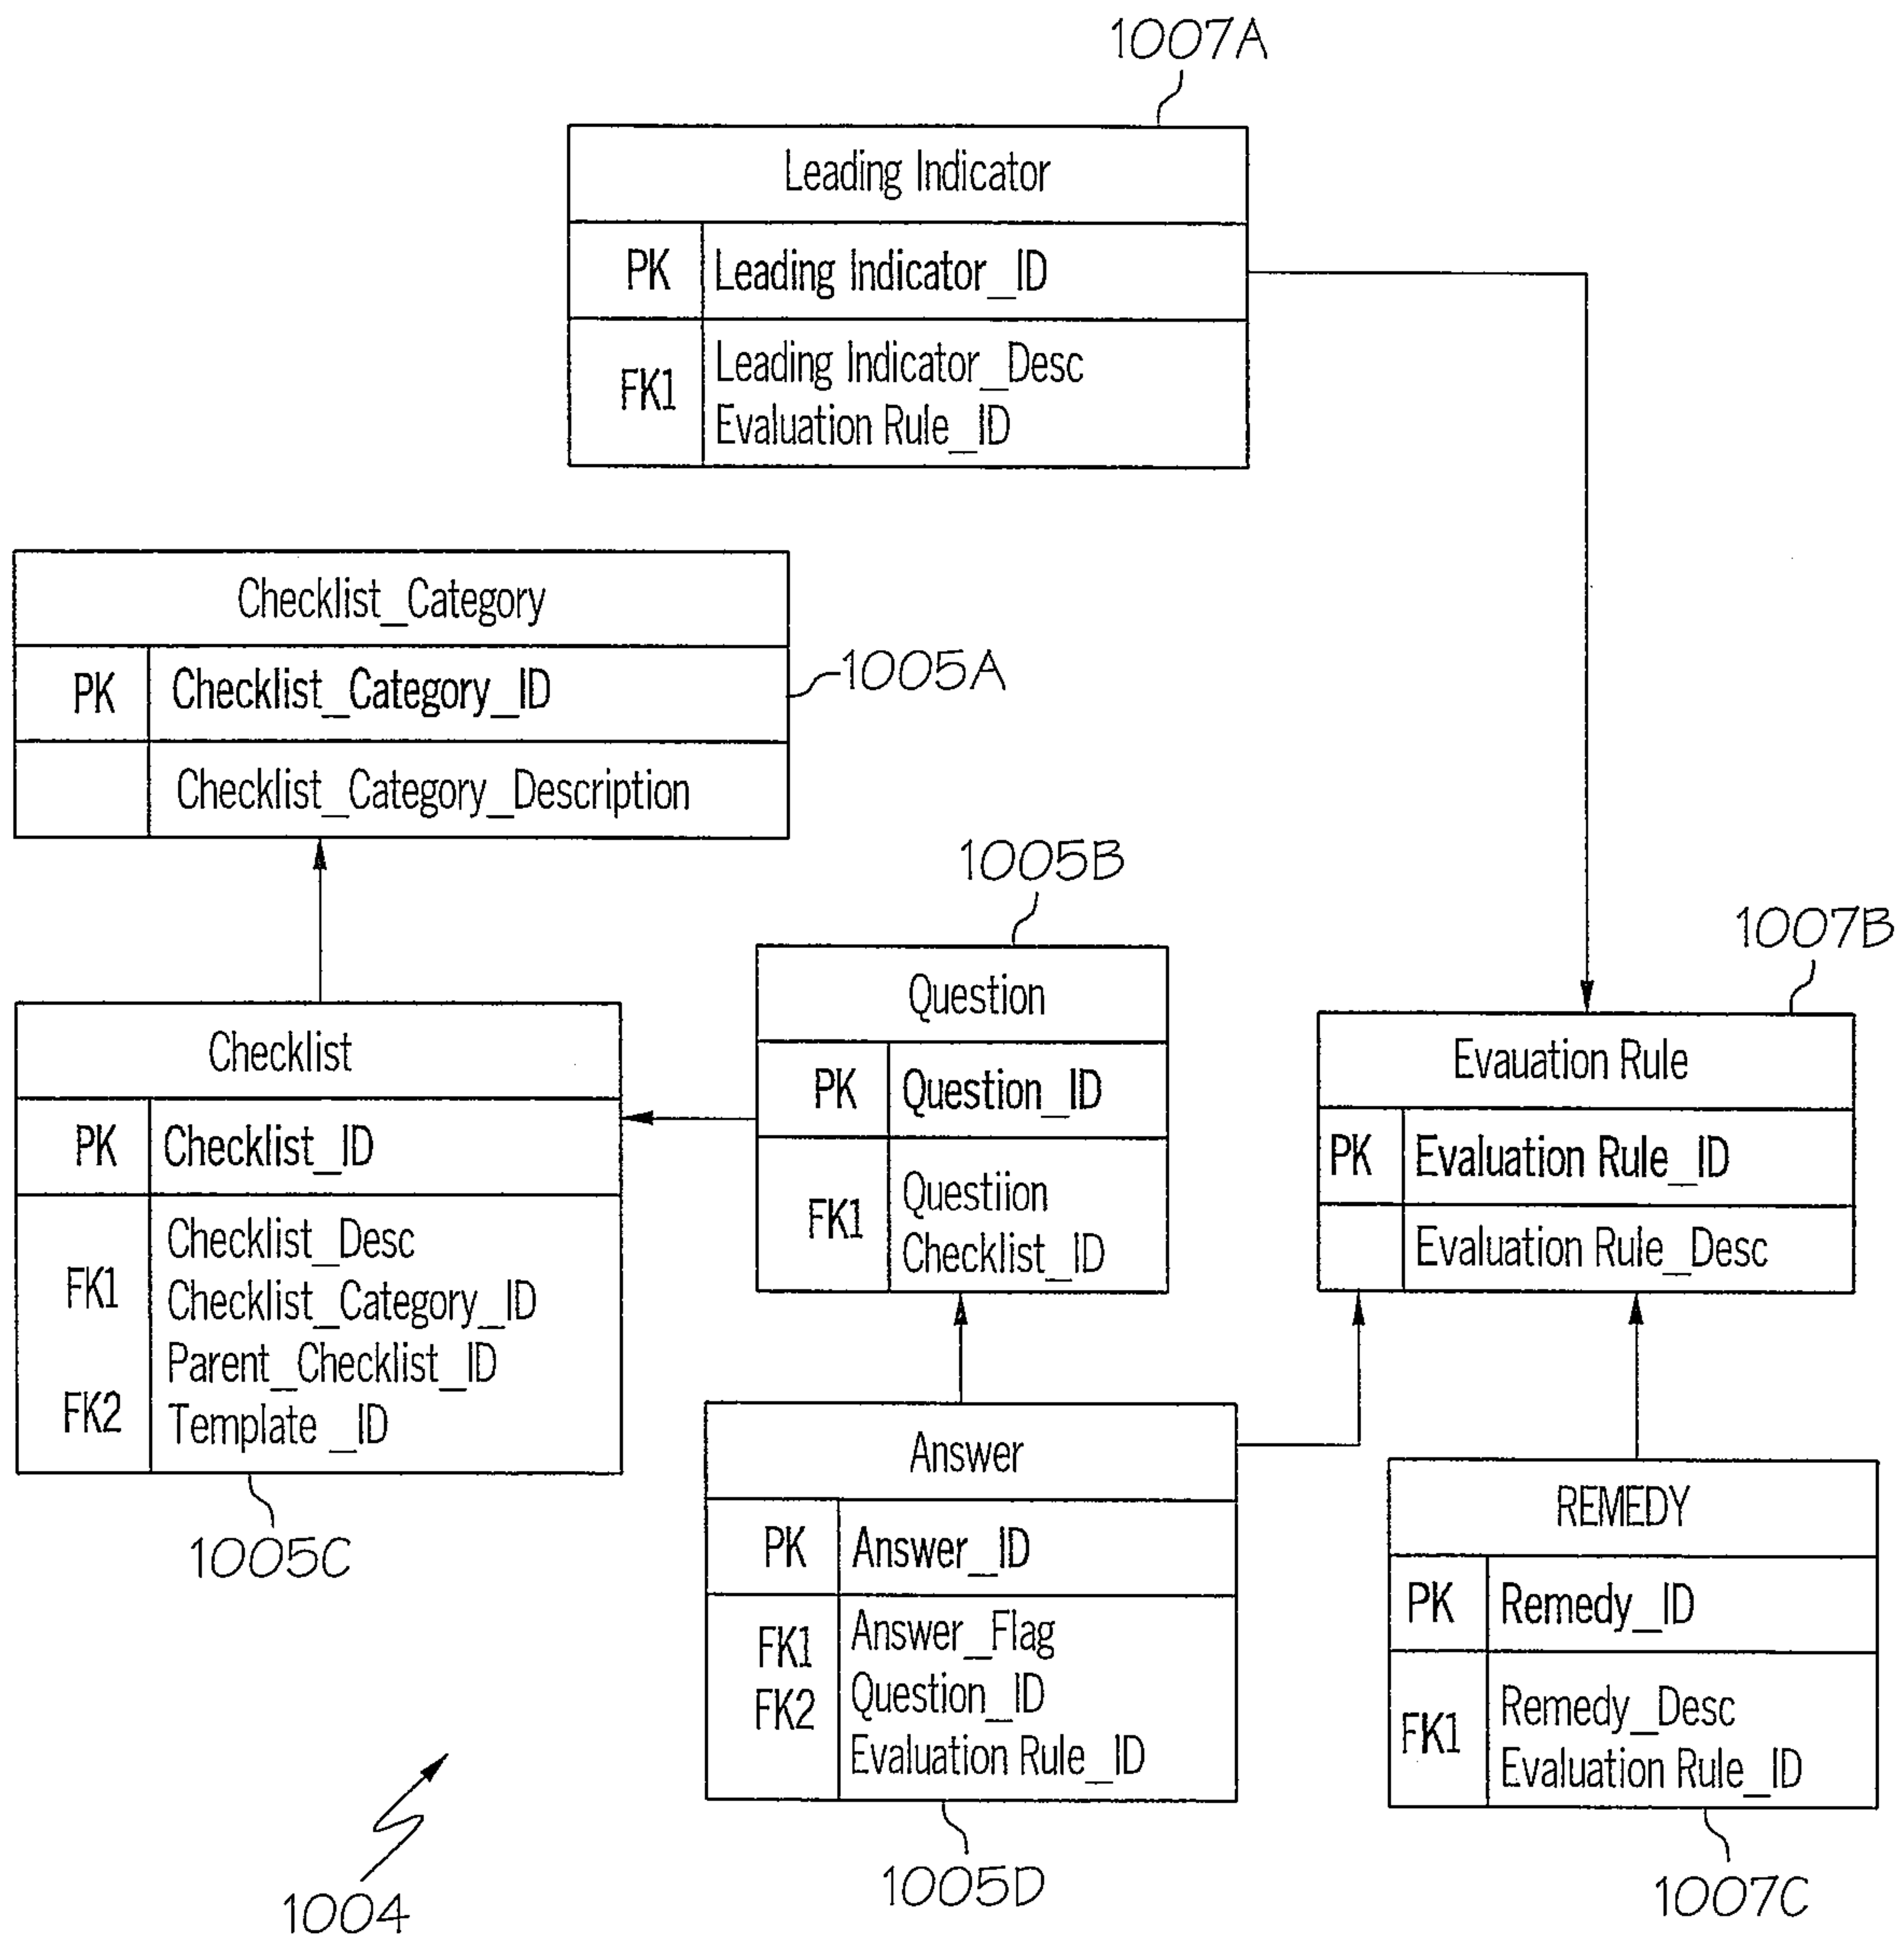 1007A
Leading Indicator
PK Leading Indicator_ID
Leading Indicator_Desc
FK1
Evaluation Rule_ID
Checklist_Category
PK Checklist_Category_ID
1005A
Checklist_Category_Description
1005B
Question
PK Question_ID
FK1
Questiion
Checklist_ID
1007B
Evauation Rule
PK Evaluation Rule_ID
Evaluation Rule_Desc
Checklist
PK Checklist_ID
Checklist_Desc
FK1 Checklist_Category_ID
Parent_Checklist_ID
FK2 Template _ID
1005C
Answer
PK Answer_ID
FK1 Answer_Flag
FK2 Question_ID
Evaluation Rule_ID
1005D
REMEDY
PK Remedy_ID
Remedy_Desc
FK1
Evaluation Rule_ID
1007C
1004